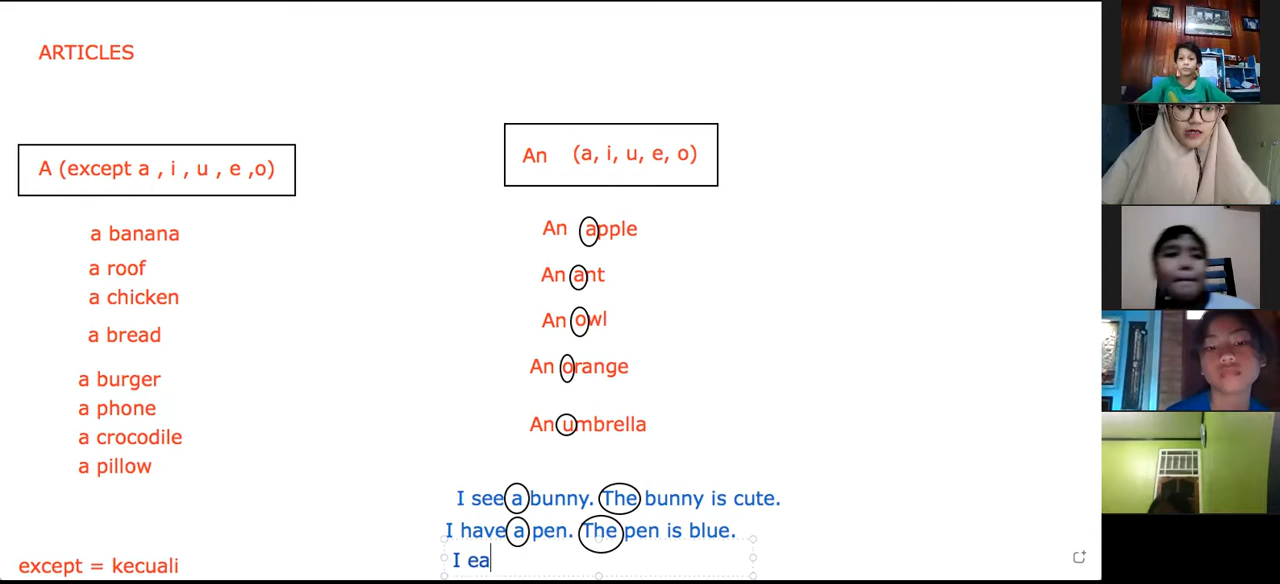 ARTICLES
A (except a , i , u , e ,o)
a banana
a roof
a chicken
a bread
a burger
a phone
a crocodile
a pillow
except = kecuali
An (a, i, u, e, o)
An apple
An ant
An owl
An orange
An umbrella
I see a bunny. The bunny is cute.
I have a pen. The pen is blue.
I ea